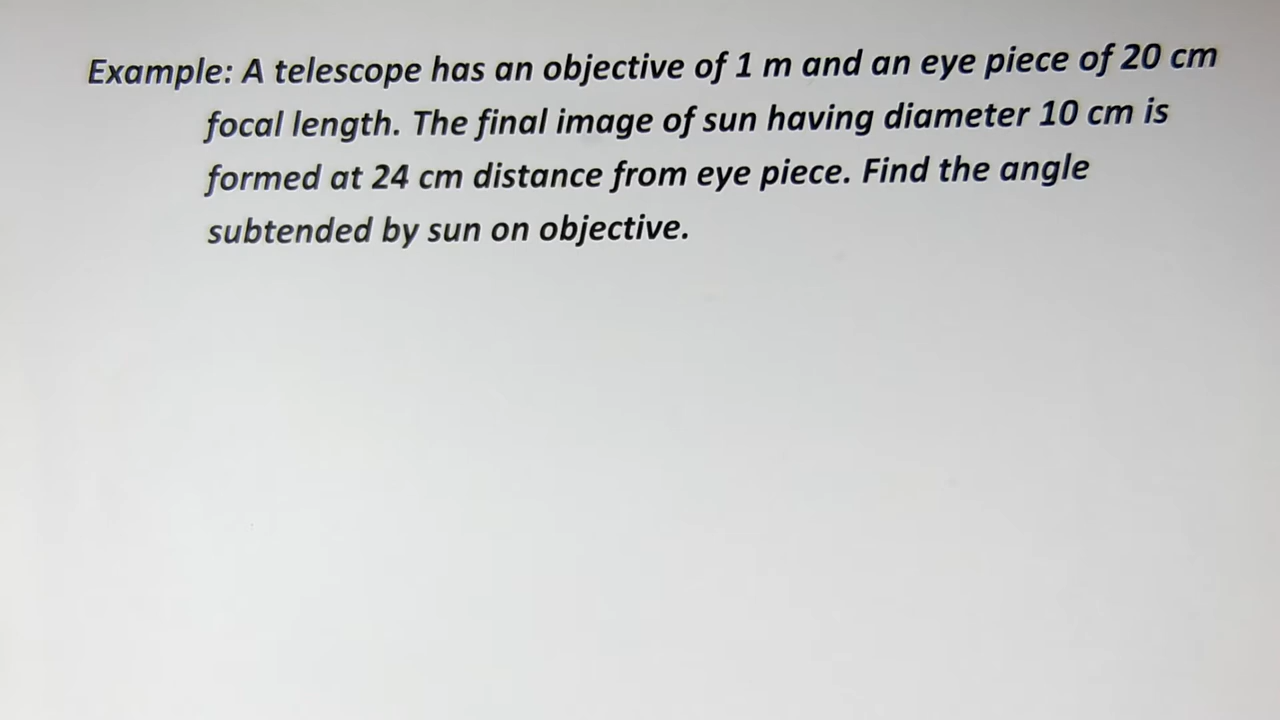 Example: A telescope has an objective of 1 m and an eye piece of 20 cm
focal length. The final image of sun having diameter 10 cm is
formed at 24 cm distance from eye piece. Find the angle
subtended by sun on objective.